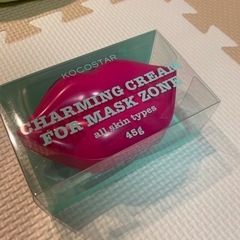 KOCOSTAR
CHARMING CREAM
FOR MASK ZONE
all skin types
45g